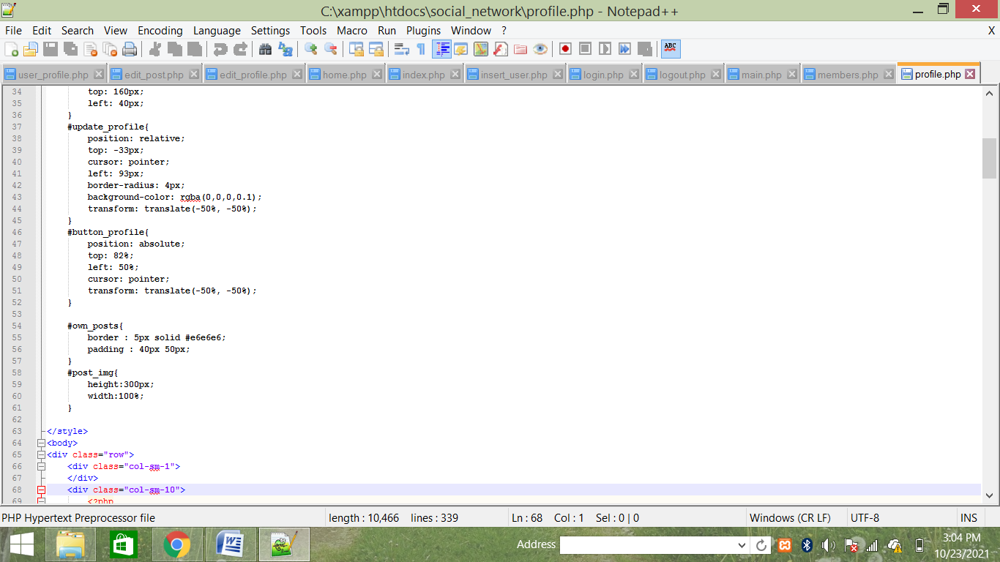 C:\xampp\htdocs\social_network\profile.php - Notepad++
File Edit Search View Encoding Language Settings Tools Macro Run Plugins Window ? X
ABC
user_profile.php edit_post.php edit_profile.php home.php index.php insert_user.php login.php logout.php main.php members.php profile.php
34 top: 160px;
35 left: 40px;
36 }
37 #update_profile{
38 position: relative;
39 top: -33px;
40 cursor: pointer;
41 left: 93px;
42 border-radius: 4px;
43 background-color: rgba(0,0,0,0.1);
44 transform: translate(-50%, -50%);
45 }
46 #button_profile{
47 position: absolute;
48 top: 82%;
49 left: 50%;
50 cursor: pointer;
51 transform: translate(-50%, -50%);
52 }
53
54 #own_posts{
55 border : 5px solid #e6e6e6;
56 padding : 40px 50px;
57 }
58 #post_img{
59 height:300px;
60 width:100%;
61 }
62
63 </style>
64 <body>
65 <div class="row">
66 <div class="col-sm-1">
67 </div>
68 <div class="col-sm-10">
69 <?php
PHP Hypertext Preprocessor file length : 10,466 lines : 339 Ln : 68 Col : 1 Sel : 0 | 0 Windows (CR LF) UTF-8 INS
Address
3:04 PM
10/23/2021